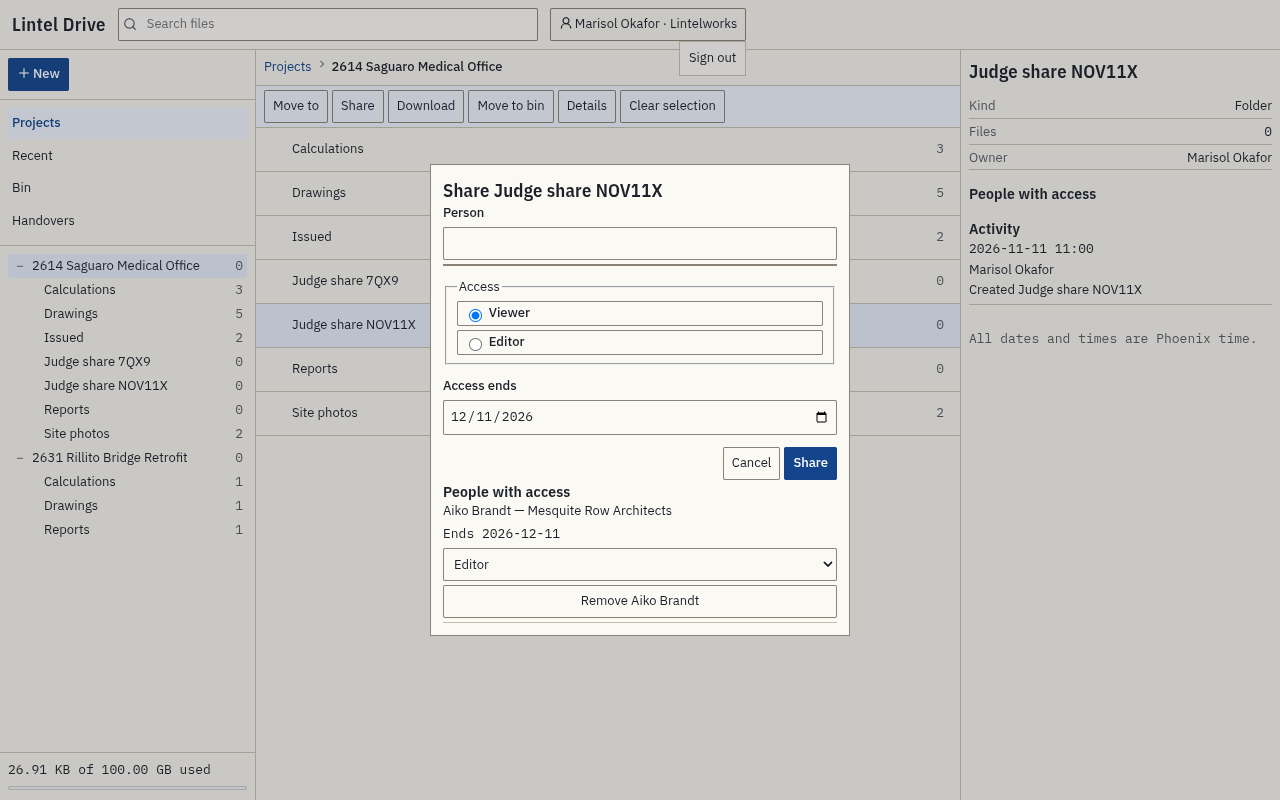 Lintel Drive
Search files
Marisol Okafor · Lintelworks
Sign out
New
Projects
Recent
Bin
Handovers
2614 Saguaro Medical Office 0
Calculations 3
Drawings 5
Issued 2
Judge share 7QX9 0
Judge share NOV11X 0
Reports 0
Site photos 2
2631 Rillito Bridge Retrofit 0
Calculations 1
Drawings 1
Reports 1
26.91 KB of 100.00 GB used
Projects 2614 Saguaro Medical Office
Move to Share Download Move to bin Details Clear selection
Calculations 3
Drawings 5
Issued 2
Judge share 7QX9 0
Judge share NOV11X 0
Reports 0
Site photos 2
Share Judge share NOV11X
Person
Access
Viewer
Editor
Access ends
12/11/2026
Cancel Share
People with access
Aiko Brandt — Mesquite Row Architects
Ends 2026-12-11
Editor
Remove Aiko Brandt
Judge share NOV11X
Kind Folder
Files 0
Owner Marisol Okafor
People with access
Activity
2026-11-11 11:00
Marisol Okafor
Created Judge share NOV11X
All dates and times are Phoenix time.